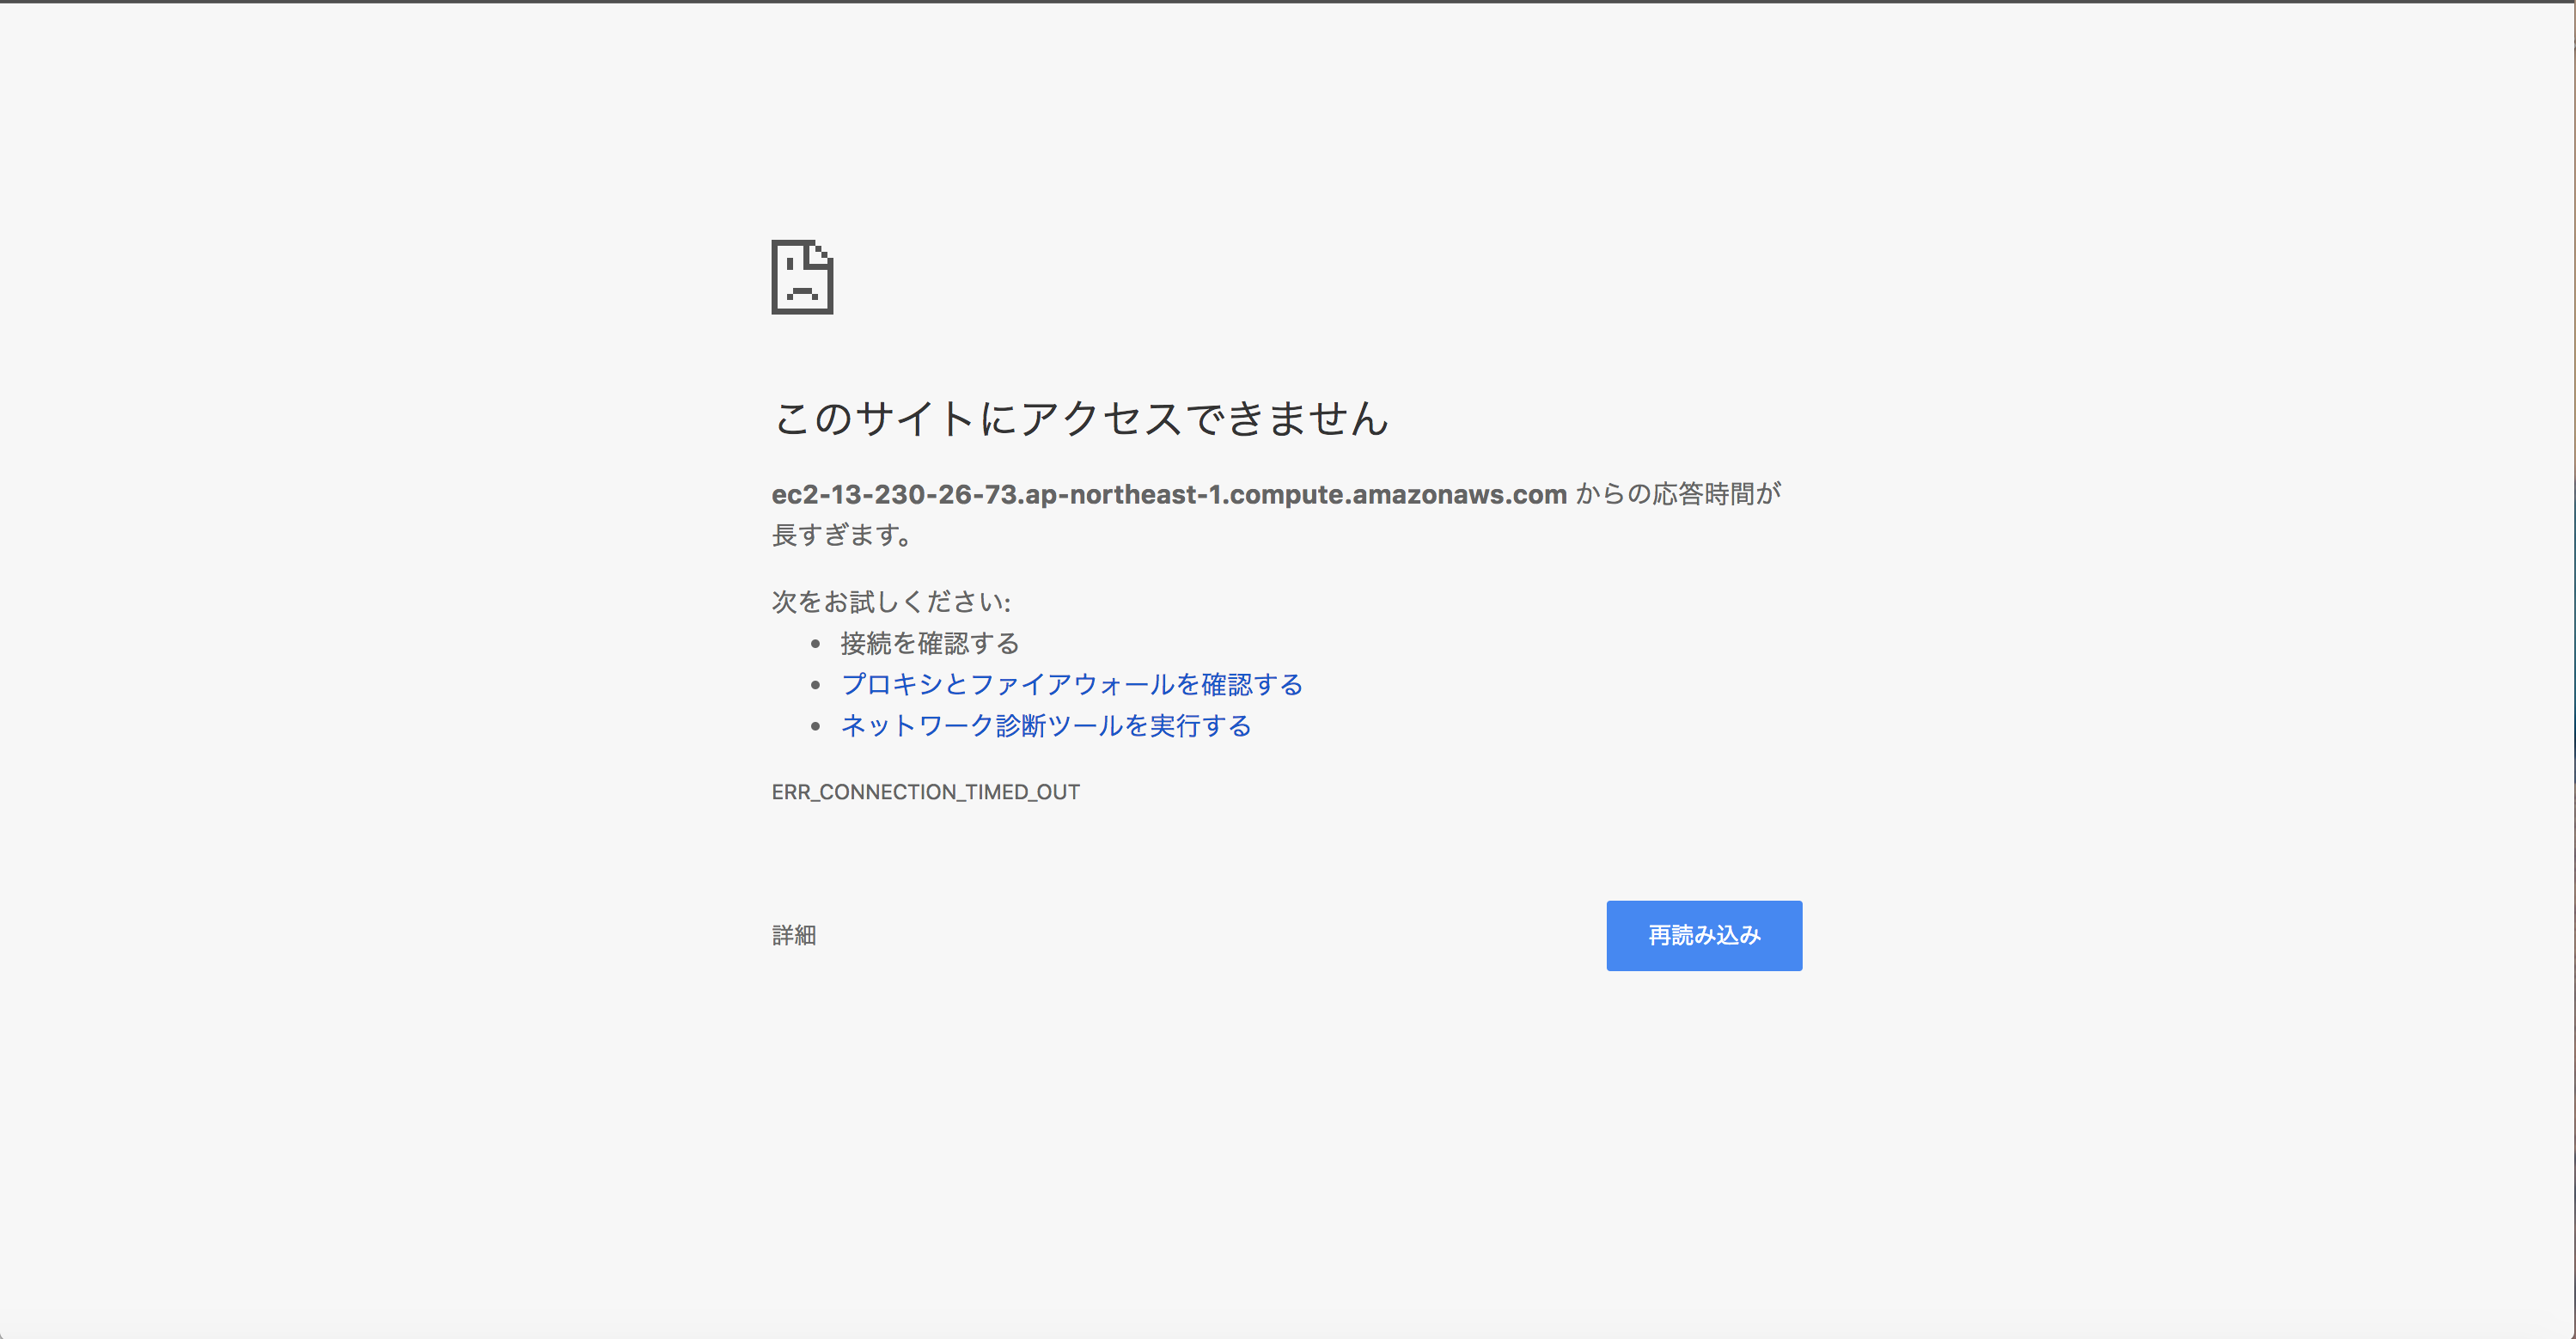 このサイトにアクセスできません
ec2-13-230-26-73.ap-northeast-1.compute.amazonaws.com からの応答時間が
長すぎます。
次をお試しください:
• 接続を確認する
• プロキシとファイアウォールを確認する
• ネットワーク診断ツールを実行する
ERR_CONNECTION_TIMED_OUT
詳細
再読み込み